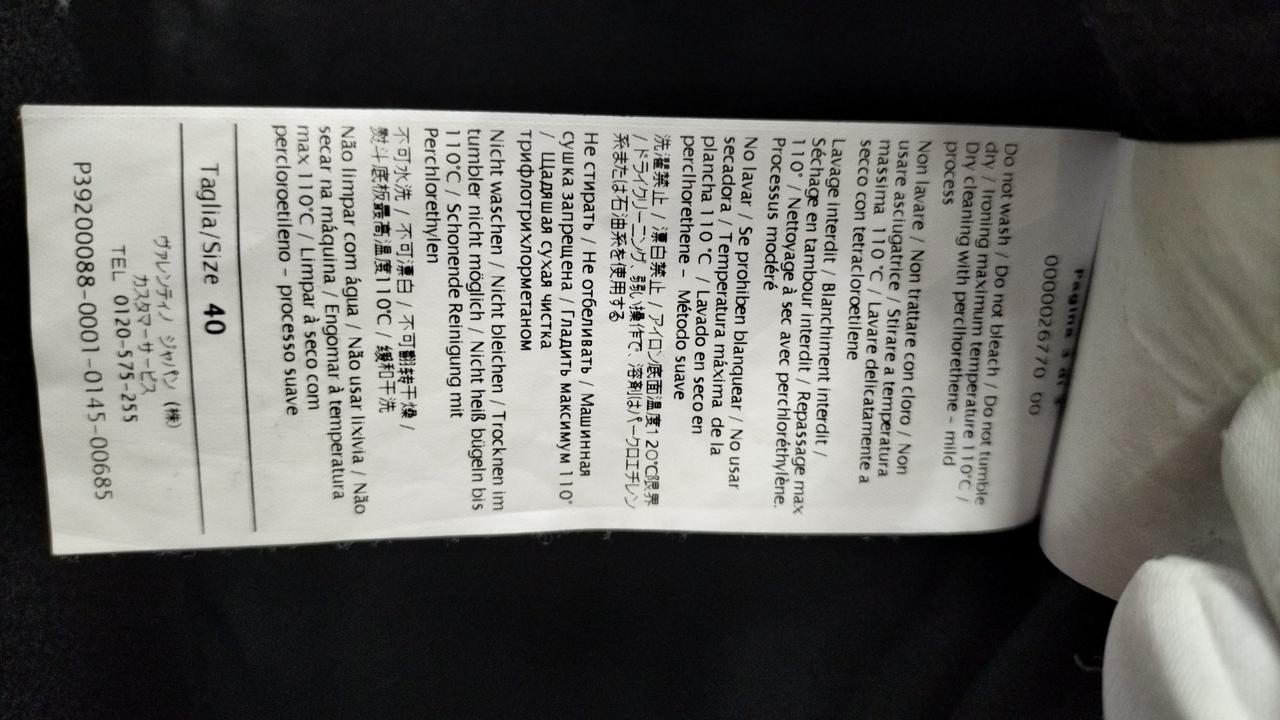 Pagina 3 di
0000026770 00
Do not wash / Do not bleach / Do not tumble
dry / Ironing maximum temperature 110°C /
Dry cleaning with perclhorethene – mild
process
Non lavare / Non trattare con cloro / Non
usare asciugatrice / Stirare a temperatura
massima 110 °C / Lavare delicatamente a
secco con tetracloroetilene
Lavage interdit / Blanchiment interdit /
Séchage en tambour interdit / Repassage max
110° / Nettoyage à sec avec perchloréthylène.
Processus modéré
No lavar / Se prohiben blanquear / No usar
secadora / Temperatura máxima de la
plancha 110 °C / Lavado en seco en
perclhorethene – Método suave
洗濯禁止 / 漂白禁止 / アイロン底面温度120℃限界
/ ドライクリーニング、弱い操作で、溶剤はパークロエチレン
系または石油系を使用する
Не стирать / Не отбеливать / Машинная
сушка запрещена / Гладить максимум 110°
/ Щадящая сухая чистка
трифлотрихлорметаном
Nicht waschen / Nicht bleichen / Trocknen im
tumbler nicht möglich / Nicht heiß bügeln bis
110°C / Schonende Reinigung mit
Perchlorethylen
不可水洗 / 不可漂白 / 不可翻转干燥 /
熨斗底板最高温度110℃ 缓和干洗
Não limpar com água / Não usar lixivia / Não
secar na máquina / Engomar à temperatura
max 110°C / Limpar à seco com
percloroetileno – processo suave
Taglia/Size 40
ヴァレンティノ ジャパン (株)
カスタマーサービス
TEL 0120-575-255
P39200088-0001-0145-00685